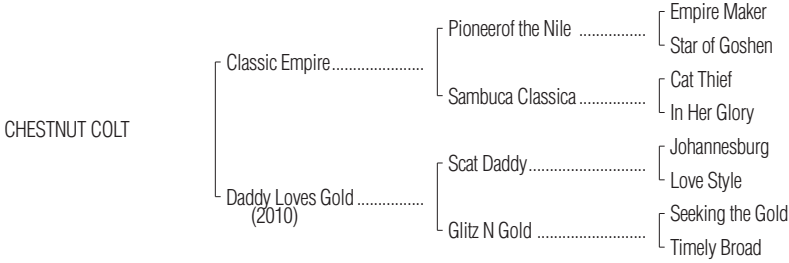 Empire Maker
Pioneerof the Nile ................
Star of Goshen
Classic Empire......................
Cat Thief
Sambuca Classica ................
In Her Glory
CHESTNUT COLT
Johannesburg
Scat Daddy............................
Love Style
Daddy Loves Gold ................
(2010)
Seeking the Gold
Glitz N Gold ..........................
Timely Broad